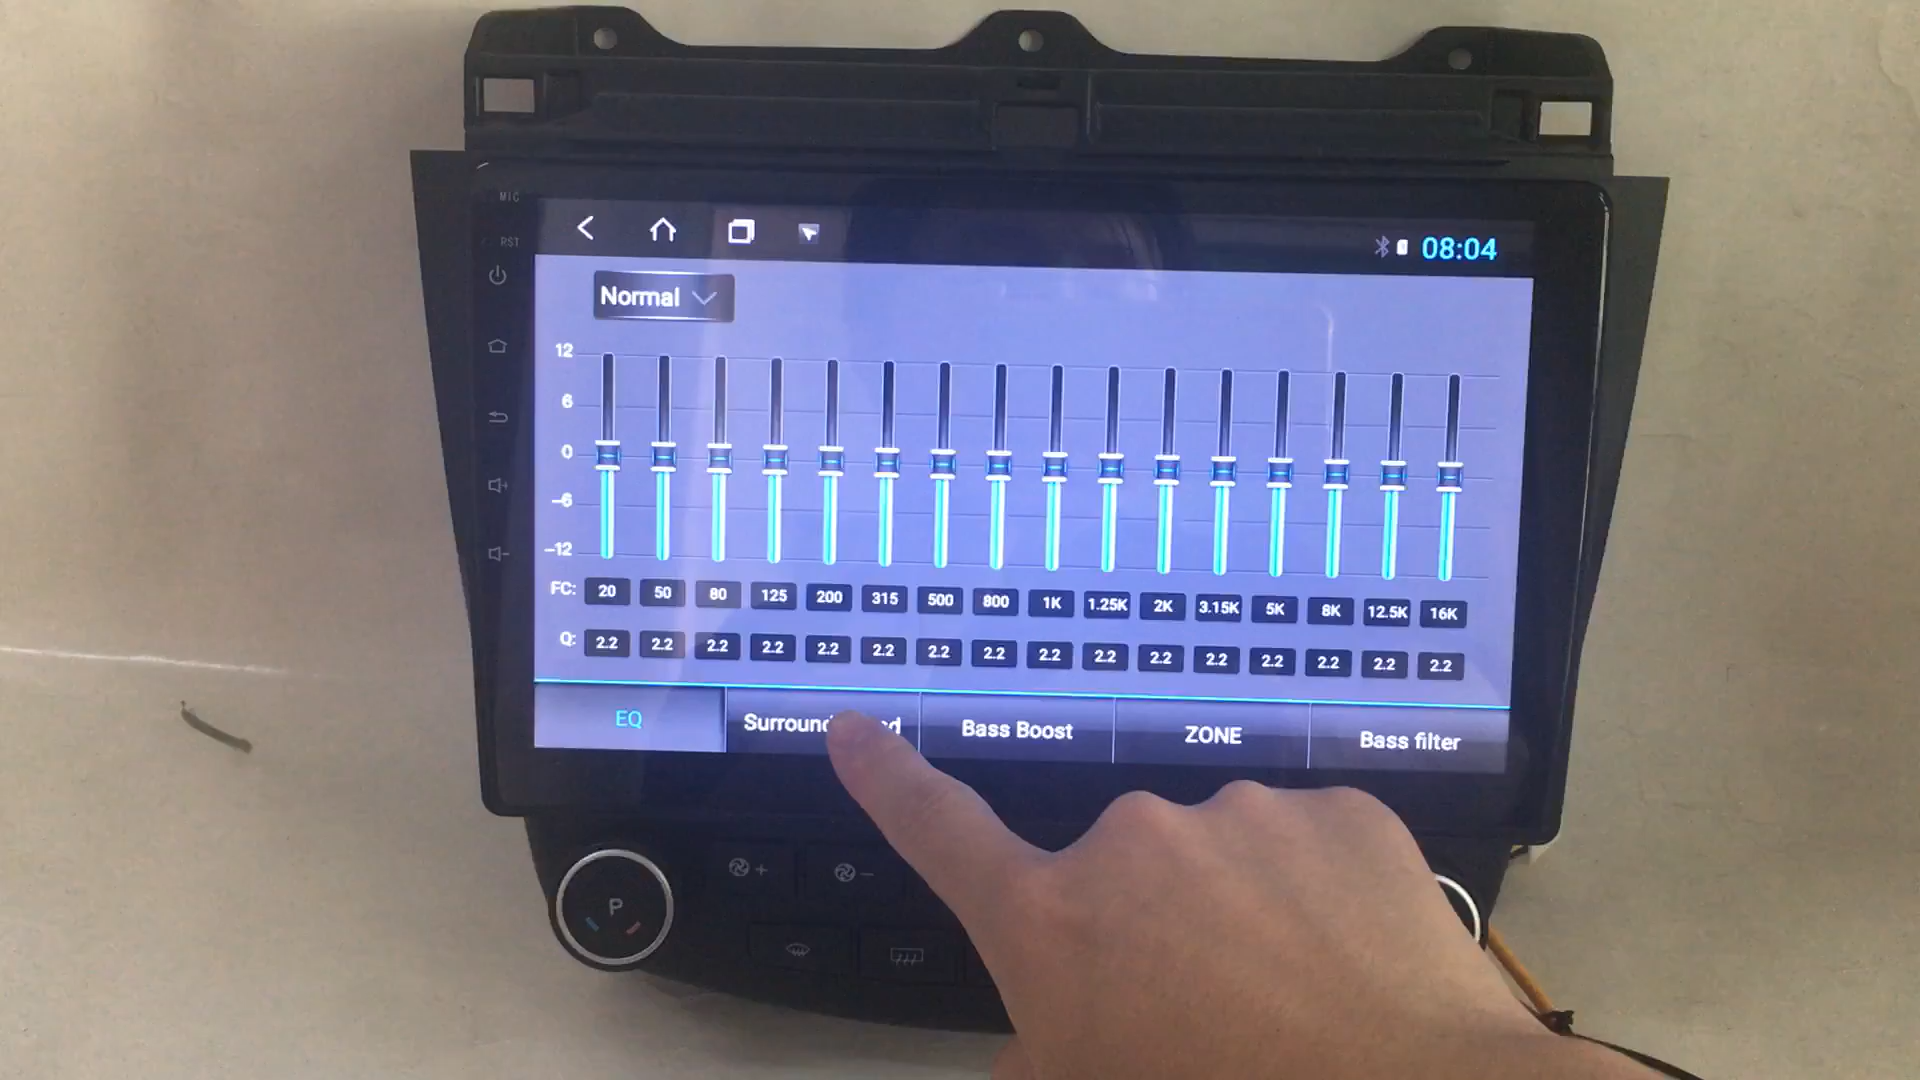 MIC
RST
08:04
Normal
12
6
0
-6
-12
FC: 20 50 80 125 200 315 500 800 1K 1.25K 2K 3.15K 5K 8K 12.5K 16K
Q: 2.2 2.2 2.2 2.2 2.2 2.2 2.2 2.2 2.2 2.2 2.2 2.2 2.2 2.2 2.2 2.2
EQ Surround Bass Boost ZONE Bass filter
+ -
P